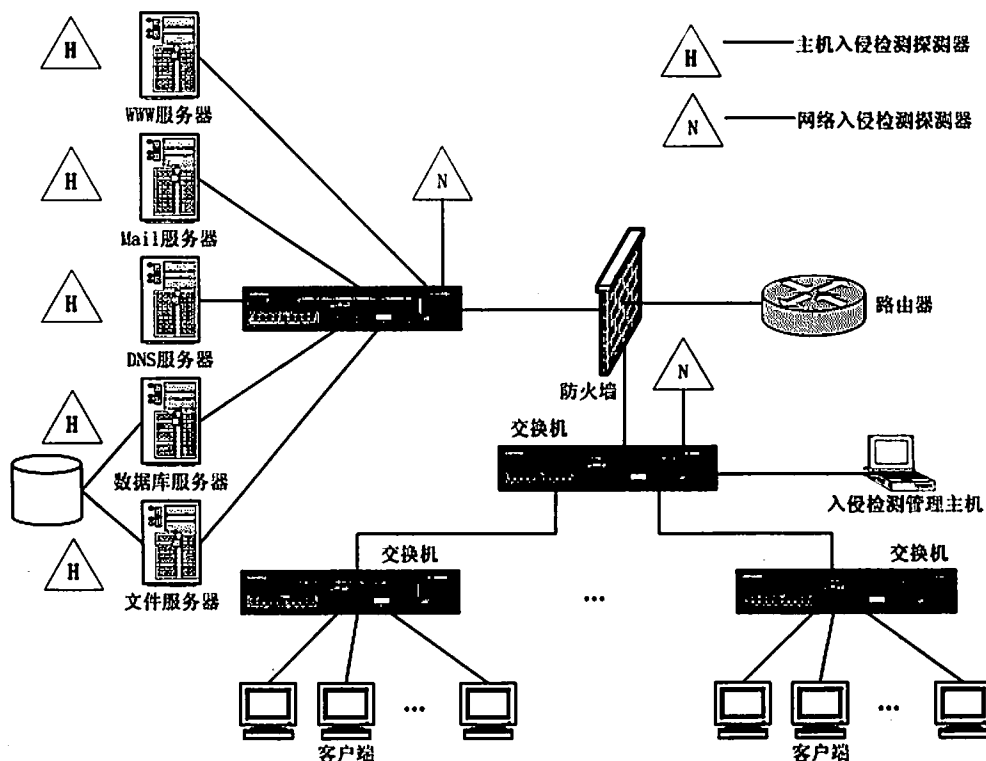 H
WWW服务器
H
主机入侵检测探测器
N
网络入侵检测探测器
H
Mail服务器
N
H
DNS服务器
路由器
防火墙
N
H
数据库服务器
交换机
入侵检测管理主机
H
文件服务器
交换机
...
交换机
...
客户端
...
客户端